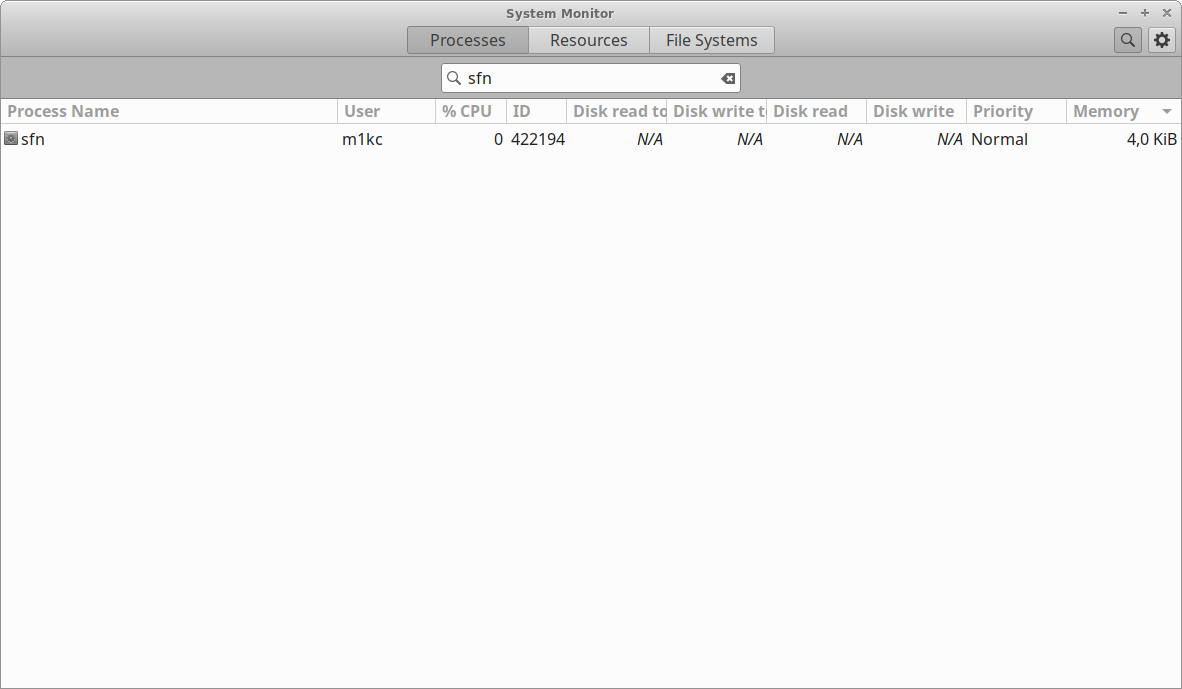 System Monitor
Processes Resources File Systems
sfn
Process Name User % CPU ID Disk read to Disk write t Disk read Disk write Priority Memory
sfn m1kc 0 422194 N/A N/A N/A N/A Normal 4,0 KiB